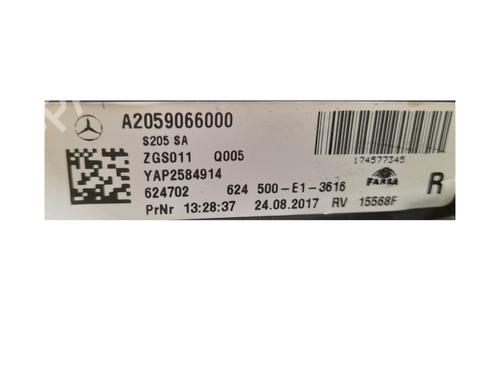 A2059066000
S205 SA
ZGS011 Q005
YAP2584914
624702 624 500-E1-3616
PrNr 13:28:37 24.08.2017 RV 15568F
174577345
FARBA
R